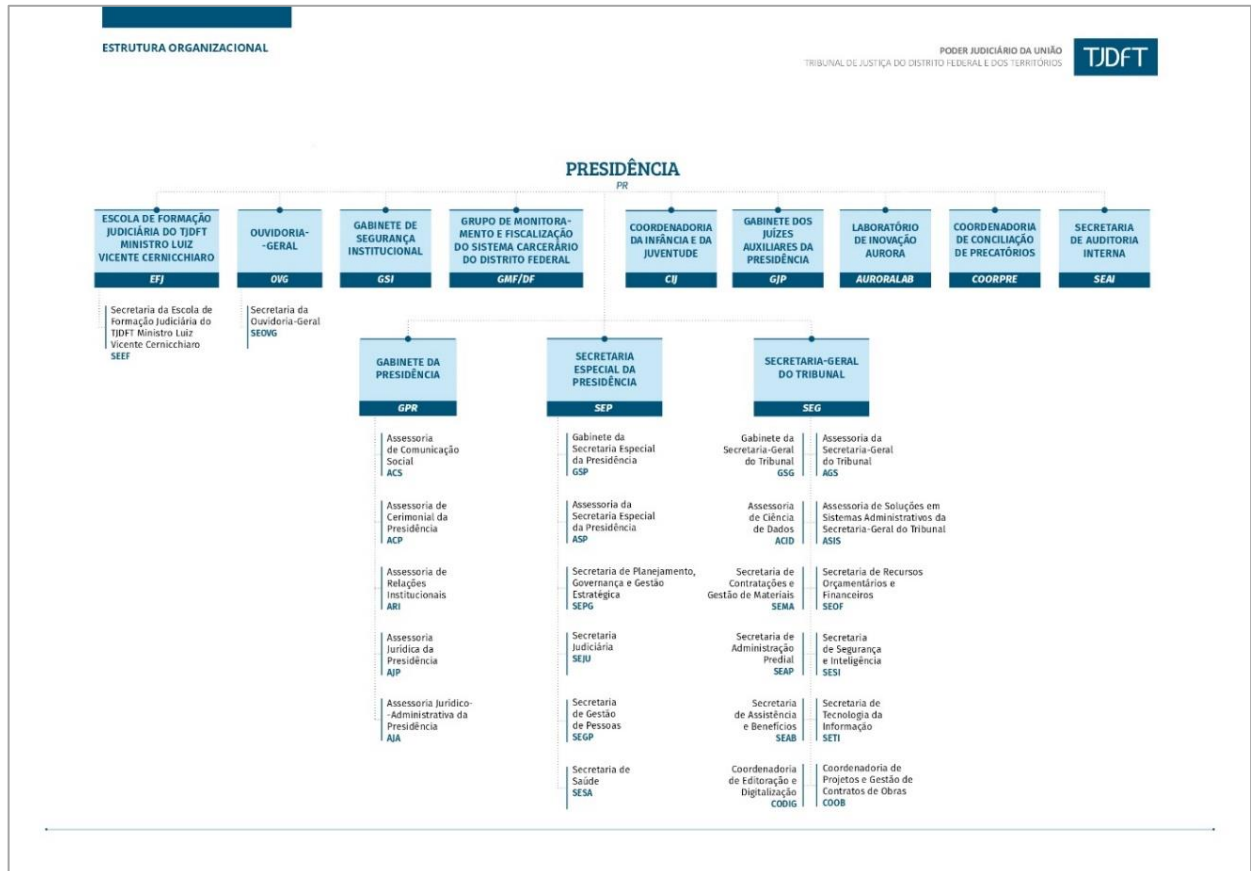 ESTRUTURA ORGANIZACIONAL
PODER JUDICIÁRIO DA UNIÃO
TRIBUNAL DE JUSTIÇA DO DISTRITO FEDERAL E DOS TERRITÓRIOS
TJDFT
PRESIDÊNCIA
PR
ESCOLA DE FORMAÇÃO
JUDICIÁRIA DO TJDFT
MINISTRO LUIZ
VICENTE CERNICCHIARO
EFJ
Secretaria da Escola de
Formação Judiciária do
TJDFT Ministro Luiz
Vicente Cernicchiaro
SEEF
OUVIDORIA-
-GERAL
OVG
Secretaria da
Ouvidoria-Geral
SEOVG
GABINETE DE
SEGURANÇA
INSTITUCIONAL
GSI
GRUPO DE MONITORA-
MENTO E FISCALIZAÇÃO
DO SISTEMA CARCERÁRIO
DO DISTRITO FEDERAL
GMF/DF
COORDENADORIA
DA INFÂNCIA E DA
JUVENTUDE
CIJ
GABINETE DOS
JUÍZES
AUXILIARES DA
PRESIDÊNCIA
GJP
LABORATÓRIO
DE INOVAÇÃO
AURORA
AURORALAB
COORDENADORIA
DE CONCILIAÇÃO
DE PRECATÓRIOS
COORPRE
SECRETARIA
DE AUDITORIA
INTERNA
SEAI
GABINETE DA
PRESIDÊNCIA
GPR
Assessoria
de Comunicação
Social
ACS
Assessoria de
Cerimonial da
Presidência
ACP
Assessoria de
Relações
Institucionais
ARI
Assessoria
Jurídica da
Presidência
AJP
Assessoria Jurídico-
-Administrativa da
Presidência
AJA
SECRETARIA
ESPECIAL DA
PRESIDÊNCIA
SEP
Gabinete da
Secretaria Especial
da Presidência
GSP
Assessoria da
Secretaria Especial
da Presidência
ASP
Secretaria de Planejamento,
Governança e Gestão
Estratégica
SEPG
Secretaria
Judiciária
SEJU
Secretaria
de Gestão
de Pessoas
SEGP
Secretaria de
Saúde
SESA
SECRETARIA-GERAL
DO TRIBUNAL
SEG
Gabinete da
Secretaria-Geral
do Tribunal
GSG
Assessoria da
Secretaria-Geral
do Tribunal
AGS
Assessoria
de Ciência
de Dados
ACID
Assessoria de Soluções em
Sistemas Administrativos da
Secretaria-Geral do Tribunal
ASIS
Secretaria de
Contratações e
Gestão de Materiais
SEMA
Secretaria de Recursos
Orçamentários e
Financeiros
SEOF
Secretaria de
Administração
Predial
SEAP
Secretaria
de Segurança
e Inteligência
SESI
Secretaria
de Assistência
e Benefícios
SEAB
Secretaria de
Tecnologia da
Informação
SETI
Coordenadoria
de Editoração e
Digitalização
CODIG
Coordenadoria de
Projetos e Gestão de
Contratos de Obras
COOB